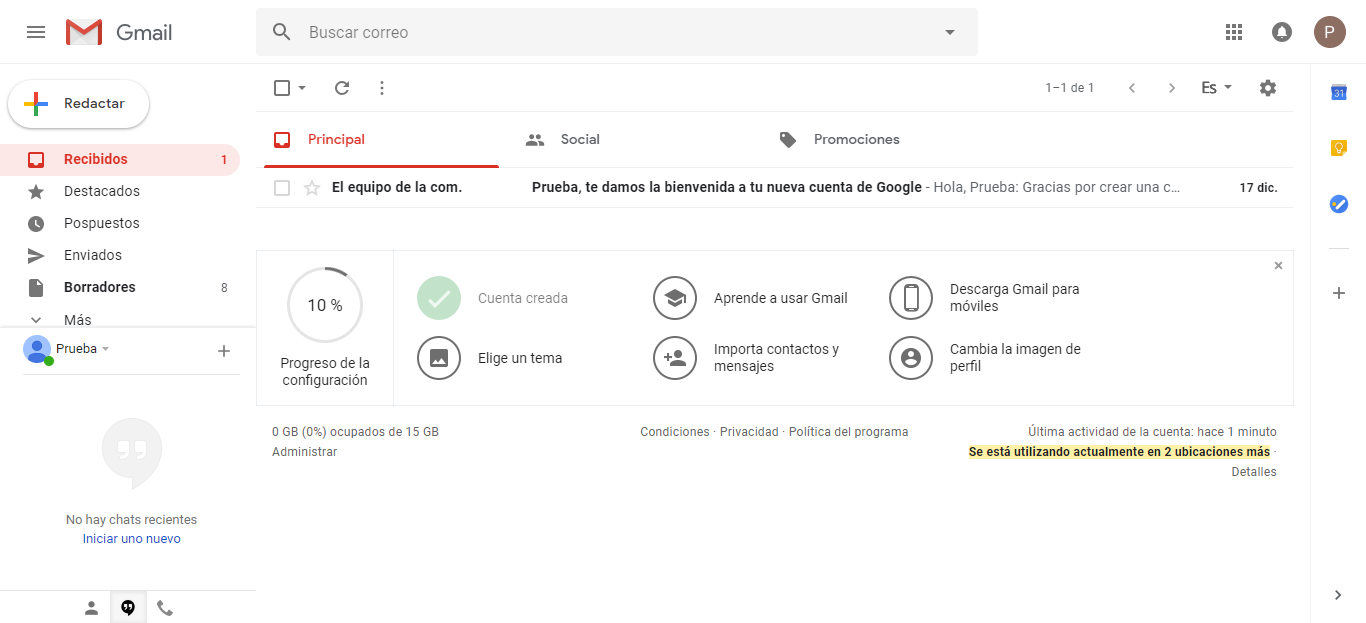 Gmail
Buscar correo
P
Redactar
1–1 de 1
Es
31
Recibidos 1
Destacados
Pospuestos
Enviados
Borradores 8
Más
Prueba
No hay chats recientes
Iniciar uno nuevo
Principal
Social
Promociones
El equipo de la com. Prueba, te damos la bienvenida a tu nueva cuenta de Google - Hola, Prueba: Gracias por crear una c… 17 dic.
10 %
Progreso de la
configuración
Cuenta creada
Aprende a usar Gmail
Descarga Gmail para
móviles
Elige un tema
Importa contactos y
mensajes
Cambia la imagen de
perfil
0 GB (0%) ocupados de 15 GB
Administrar
Condiciones · Privacidad · Política del programa
Última actividad de la cuenta: hace 1 minuto
Se está utilizando actualmente en 2 ubicaciones más ·
Detalles